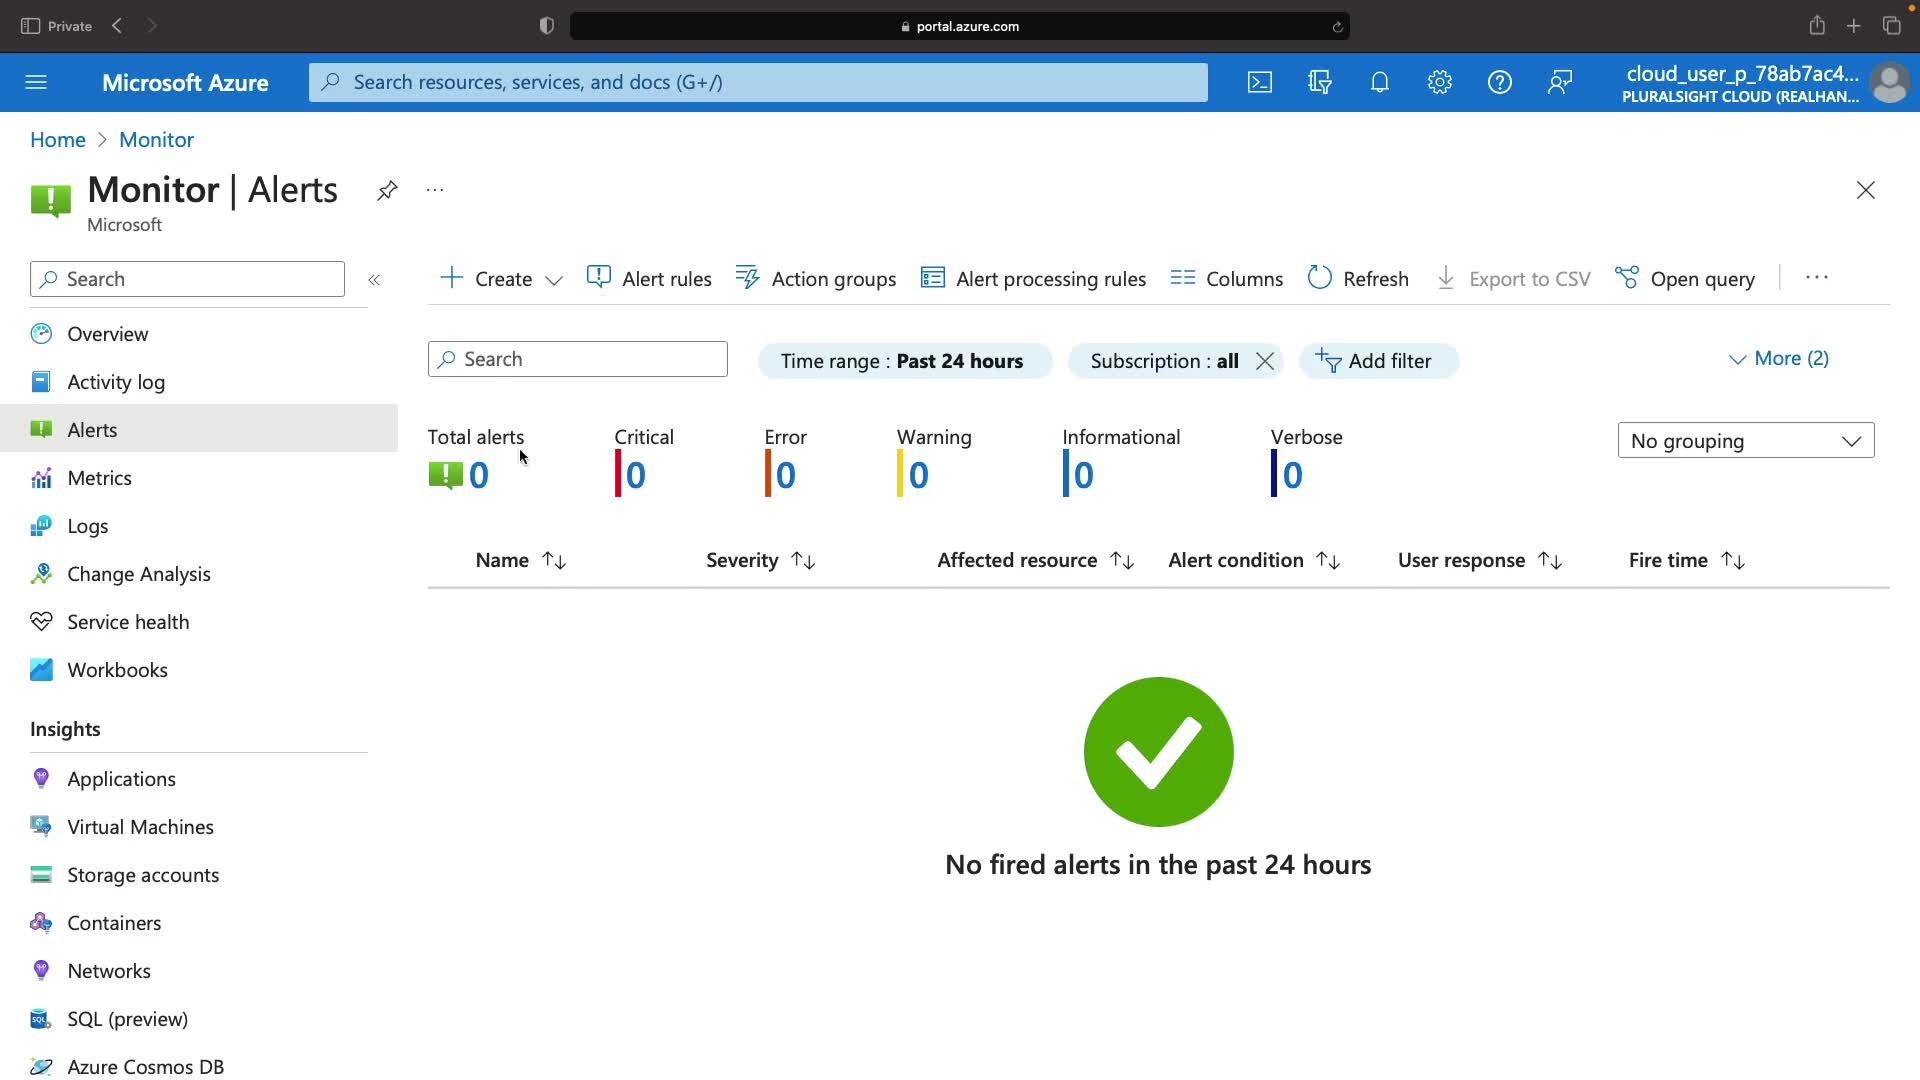 Private
portal.azure.com
Microsoft Azure
Search resources, services, and docs (G+/)
cloud_user_p_78ab7ac4...
PLURALSIGHT CLOUD (REALHAN...
Home > Monitor
Monitor | Alerts
...
Microsoft
Search
«
Create
Alert rules
Action groups
Alert processing rules
Columns
Refresh
Export to CSV
Open query
...
Overview
Activity log
Alerts
Metrics
Logs
Change Analysis
Service health
Workbooks
Insights
Applications
Virtual Machines
Storage accounts
Containers
Networks
SQL (preview)
Azure Cosmos DB
Search
Time range : Past 24 hours
Subscription : all
Add filter
More (2)
Total alerts
0
Critical
0
Error
0
Warning
0
Informational
0
Verbose
0
No grouping
Name ↑↓
Severity ↑↓
Affected resource ↑↓
Alert condition ↑↓
User response ↑↓
Fire time ↑↓
No fired alerts in the past 24 hours